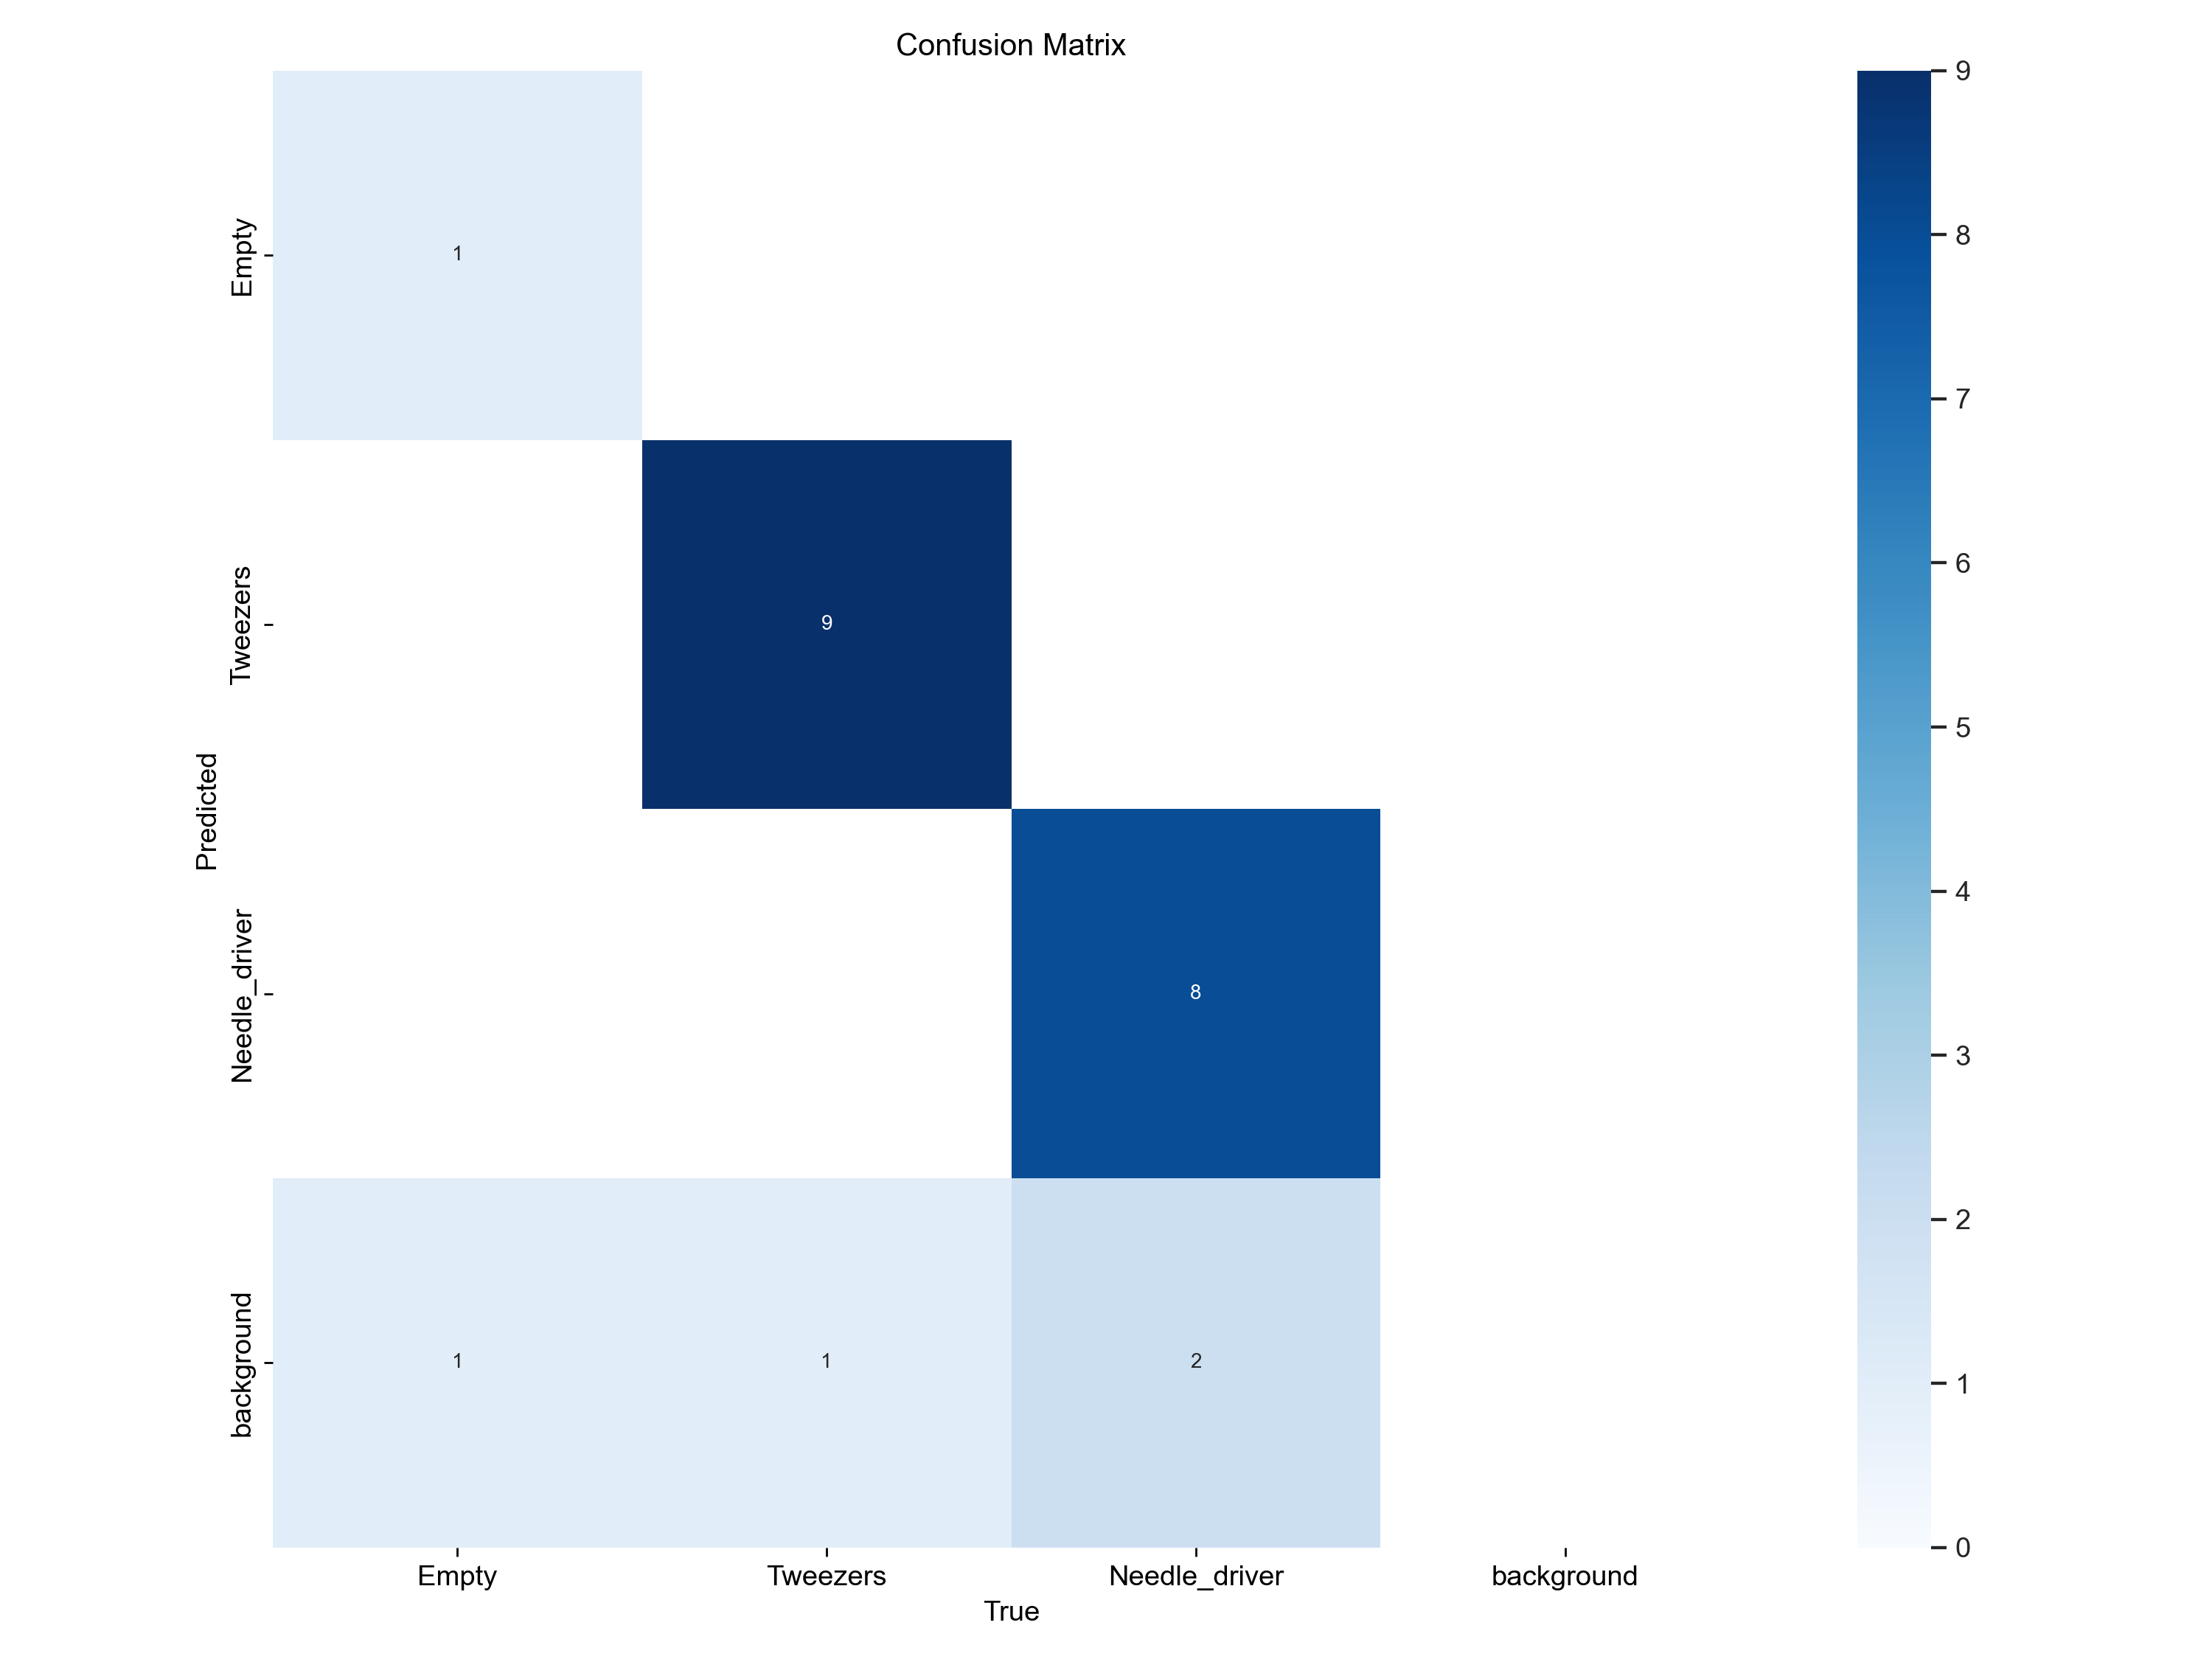 Confusion Matrix
Empty
Tweezers
Needle_driver
background
Predicted
1
9
8
1
1
2
Empty
Tweezers
Needle_driver
background
True
9
8
7
6
5
4
3
2
1
0